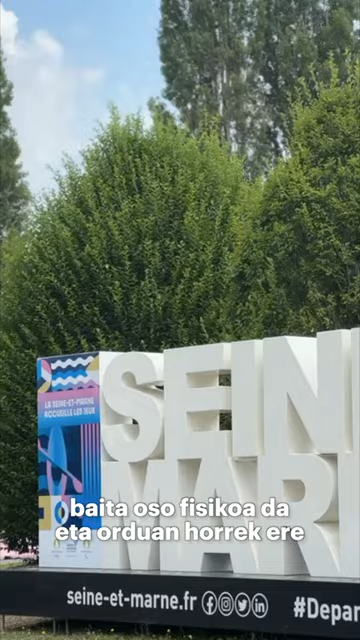 LA SEINE-ET-MARNE
ACCUEILLE LES JEUX
SEIN
MAR
baita oso fisikoa da
eta orduan horrek ere
seine-et-marne.fr
#Depar